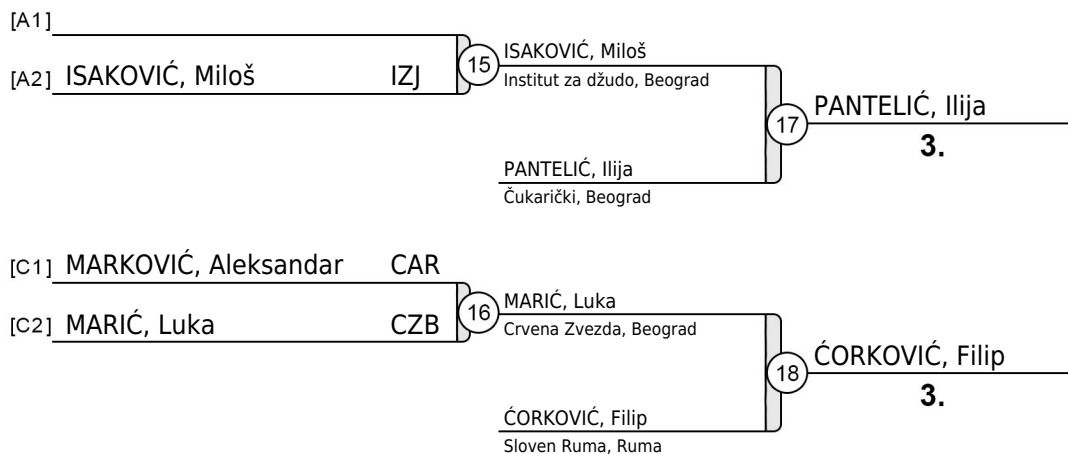 [A1]
[A2] ISAKOVIĆ, Miloš IZJ
15
ISAKOVIĆ, Miloš
Institut za džudo, Beograd
17
PANTELIĆ, Ilija
3.
PANTELIĆ, Ilija
Čukarički, Beograd
[C1] MARKOVIĆ, Aleksandar CAR
[C2] MARIĆ, Luka CZB
16
MARIĆ, Luka
Crvena Zvezda, Beograd
18
ĆORKOVIĆ, Filip
3.
ĆORKOVIĆ, Filip
Sloven Ruma, Ruma